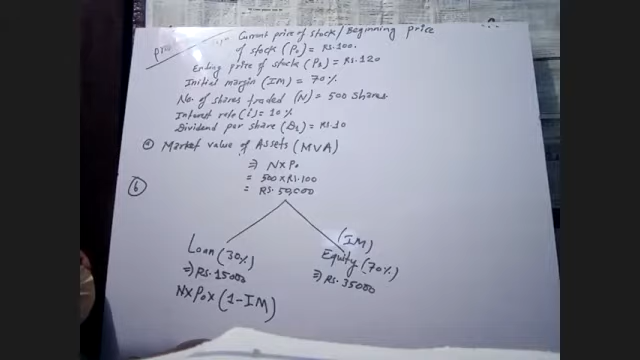 Current price of stock / Beginning price
of stock (P₀) = RS.100.
Ending price of stock (P₁) = RS.120
Initial margin (IM) = 70%
No. of shares traded (N) = 500 shares
Interest rate (i) = 10%
Dividend per share (D₁) = RS.10
ⓐ Market value of Assets (MVA)
⇒ N×P₀
= 500×RS.100
= RS.50,000
ⓑ
(IM)
Loan (30%) Equity (70%)
⇒ RS.15000 ⇒ RS.35000
N×P₀×(1-IM)